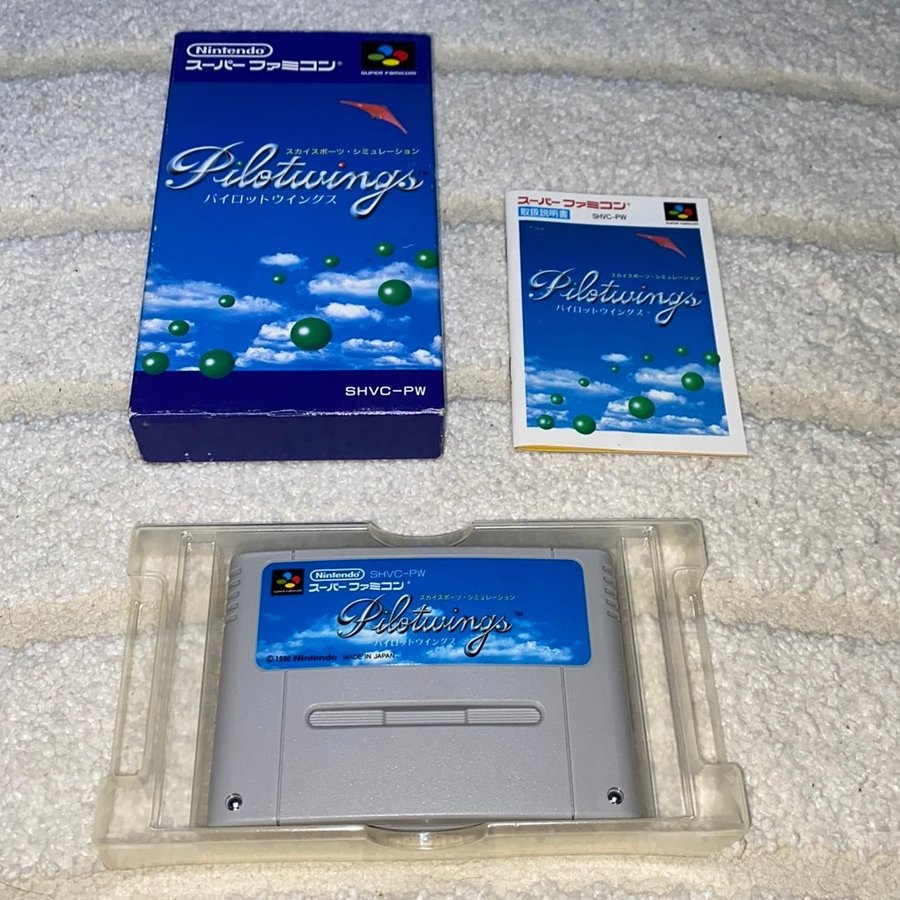 Nintendo
スーパーファミコン®
SUPER FAMICOM
スカイスポーツ・シミュレーション
Pilotwings™
パイロットウイングス
SHVC-PW
スーパーファミコン®
取扱説明書
SHVC-PW
SUPER FAMICOM
スカイスポーツ・シミュレーション
Pilotwings
パイロットウイングス
Nintendo SHVC-PW
スーパーファミコン®
SUPER FAMICOM
スカイスポーツ・シミュレーション
Pilotwings™
パイロットウイングス
©1990 Nintendo MADE IN JAPAN